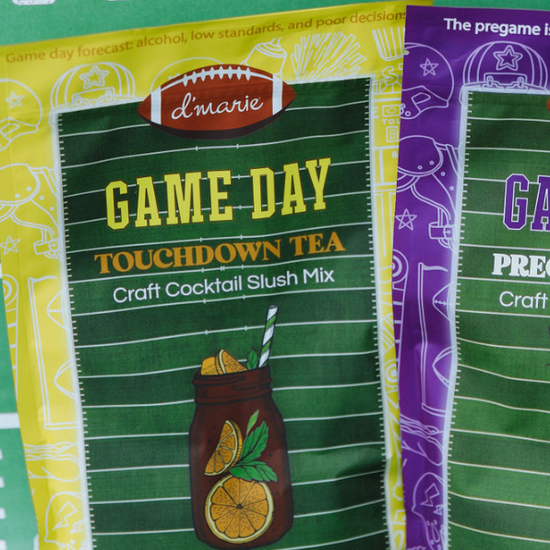 Game day forecast: alcohol, low standards, and poor decisions
d'marie
GAME DAY
TOUCHDOWN TEA
Craft Cocktail Slush Mix
The pregame is
GA
PREG
Craft